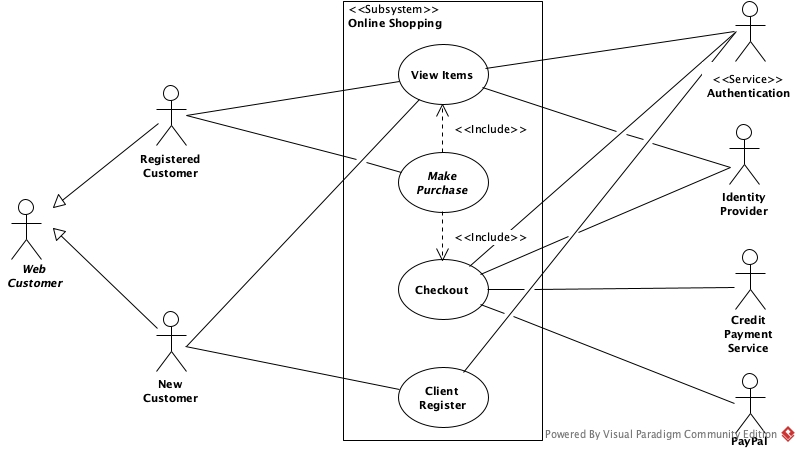 <<Subsystem>>
Online Shopping
View Items
<<Service>>
Authentication
<<Include>>
Registered
Customer
Make
Purchase
Identity
Provider
<<Include>>
Web
Customer
Checkout
Credit
Payment
Service
New
Customer
Client
Register
Powered By Visual Paradigm Community Edition
PayPal